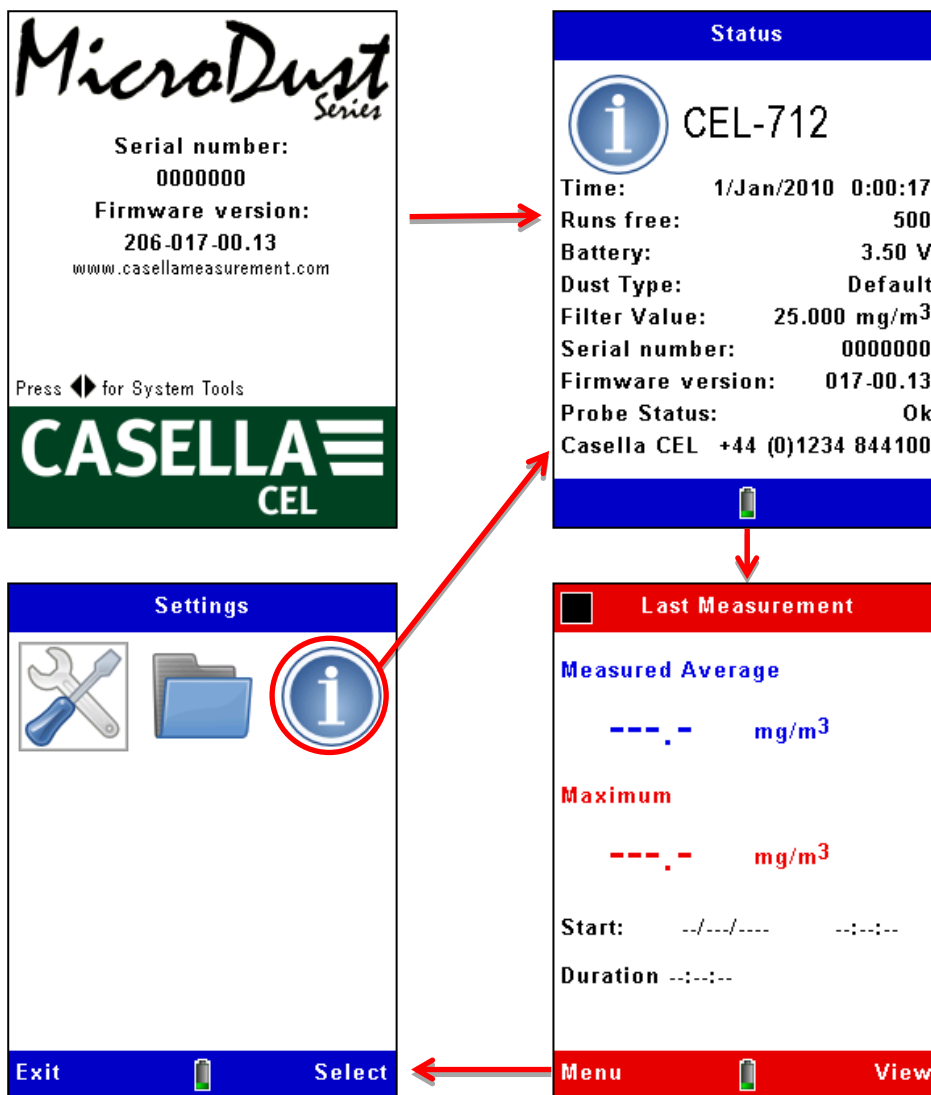 MicroDust
Series
Serial number:
0000000
Firmware version:
206-017-00.13
www.casellameasurement.com
Press for System Tools
CASELLA
CEL
Status
i CEL-712
Time: 1/Jan/2010 0:00:17
Runs free: 500
Battery: 3.50 V
Dust Type: Default
Filter Value: 25.000 mg/m³
Serial number: 0000000
Firmware version: 017-00.13
Probe Status: Ok
Casella CEL +44 (0)1234 844100
Settings
i
Exit Select
Last Measurement
Measured Average
---.- mg/m³
Maximum
---.- mg/m³
Start: --/---/---- --:--:--
Duration --:--:--
Menu View